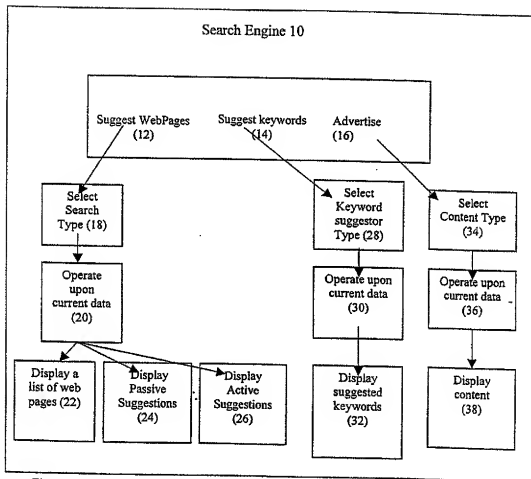 Search Engine 10
Suggest WebPages
(12)
Suggest keywords
(14)
Advertise
(16)
Select
Search
Type (18)
Select
Keyword
suggestor
Type (28)
Select
Content Type
(34)
Operate
upon
current data
(20)
Operate upon
current data
(30)
Operate upon
current data
(36)
Display a
list of web
pages (22)
Display
Passive
Suggestions
(24)
Display
Active
Suggestions
(26)
Display
suggested
keywords
(32)
Display
content
(38)